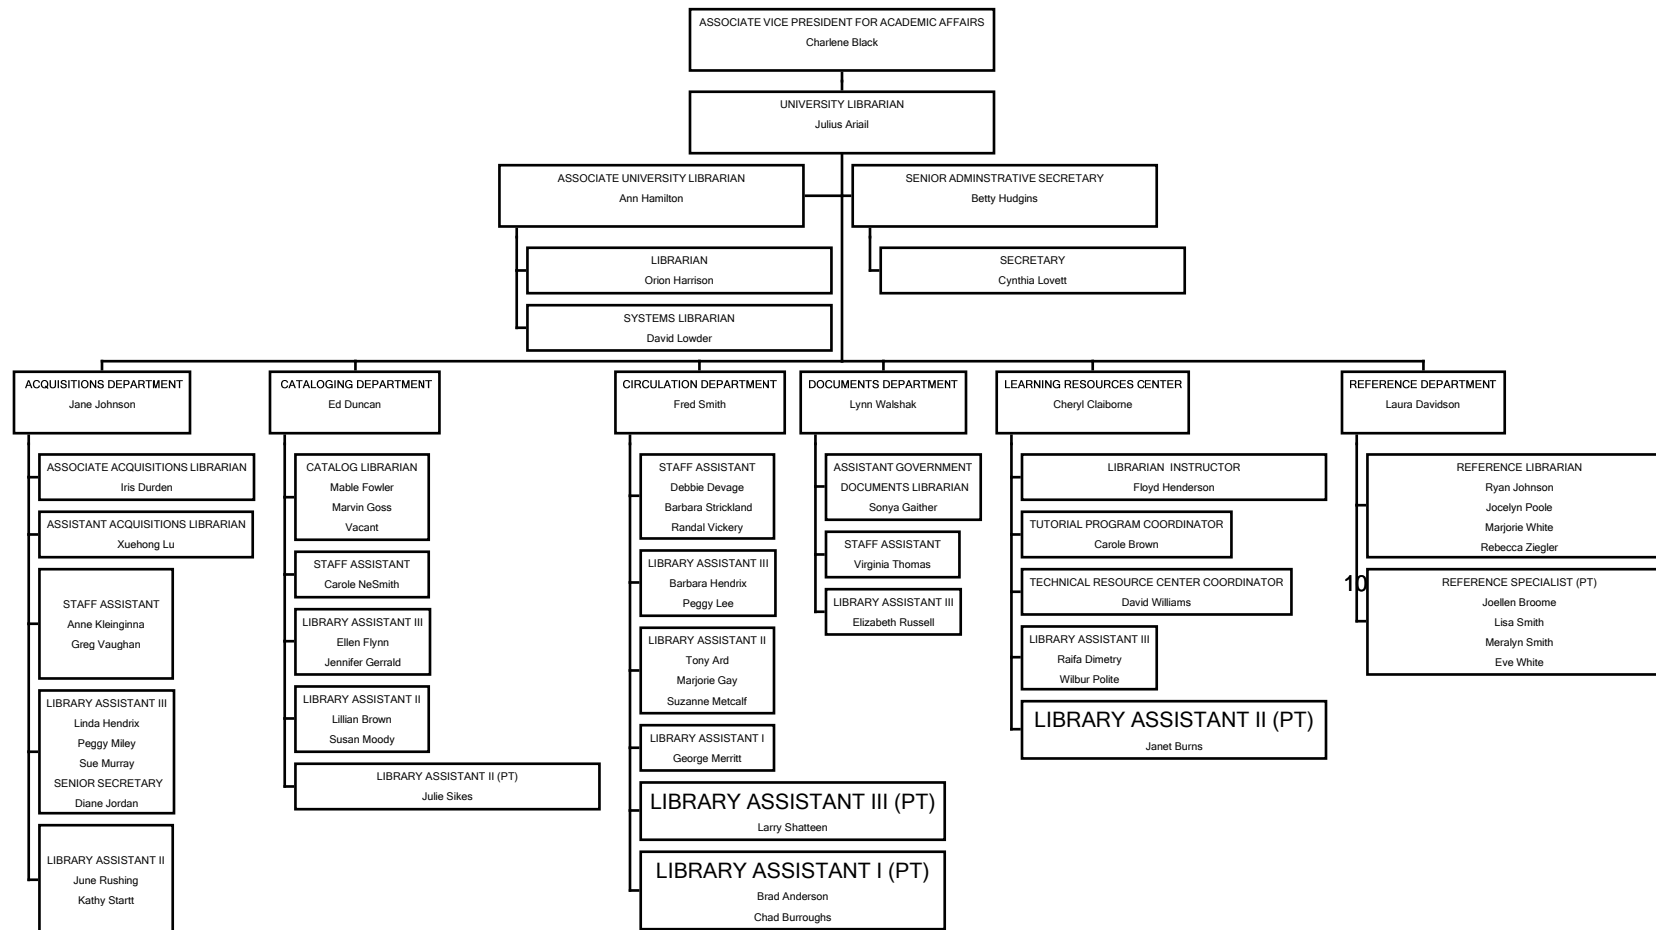 ASSOCIATE VICE PRESIDENT FOR ACADEMIC AFFAIRS
Charlene Black
UNIVERSITY LIBRARIAN
Julius Ariail
ASSOCIATE UNIVERSITY LIBRARIAN
Ann Hamilton
SENIOR ADMINSTRATIVE SECRETARY
Betty Hudgins
LIBRARIAN
Orion Harrison
SYSTEMS LIBRARIAN
David Lowder
SECRETARY
Cynthia Lovett
ACQUISITIONS DEPARTMENT
Jane Johnson
ASSOCIATE ACQUISITIONS LIBRARIAN
Iris Durden
ASSISTANT ACQUISITIONS LIBRARIAN
Xuehong Lu
STAFF ASSISTANT
Anne Kleinginna
Greg Vaughan
LIBRARY ASSISTANT III
Linda Hendrix
Peggy Miley
Sue Murray
SENIOR SECRETARY
Diane Jordan
LIBRARY ASSISTANT II
June Rushing
Kathy Startt
CATALOGING DEPARTMENT
Ed Duncan
CATALOG LIBRARIAN
Mable Fowler
Marvin Goss
Vacant
STAFF ASSISTANT
Carole NeSmith
LIBRARY ASSISTANT III
Ellen Flynn
Jennifer Gerrald
LIBRARY ASSISTANT II
Lillian Brown
Susan Moody
LIBRARY ASSISTANT II (PT)
Julie Sikes
CIRCULATION DEPARTMENT
Fred Smith
STAFF ASSISTANT
Debbie Devage
Barbara Strickland
Randal Vickery
LIBRARY ASSISTANT III
Barbara Hendrix
Peggy Lee
LIBRARY ASSISTANT II
Tony Ard
Marjorie Gay
Suzanne Metcalf
LIBRARY ASSISTANT I
George Merritt
LIBRARY ASSISTANT III (PT)
Larry Shatteen
LIBRARY ASSISTANT I (PT)
Brad Anderson
Chad Burroughs
DOCUMENTS DEPARTMENT
Lynn Walshak
ASSISTANT GOVERNMENT
DOCUMENTS LIBRARIAN
Sonya Gaither
STAFF ASSISTANT
Virginia Thomas
LIBRARY ASSISTANT III
Elizabeth Russell
LEARNING RESOURCES CENTER
Cheryl Claiborne
LIBRARIAN INSTRUCTOR
Floyd Henderson
TUTORIAL PROGRAM COORDINATOR
Carole Brown
TECHNICAL RESOURCE CENTER COORDINATOR
David Williams
LIBRARY ASSISTANT III
Raifa Dimetry
Wilbur Polite
LIBRARY ASSISTANT II (PT)
Janet Burns
REFERENCE DEPARTMENT
Laura Davidson
REFERENCE LIBRARIAN
Ryan Johnson
Jocelyn Poole
Marjorie White
Rebecca Ziegler
10
REFERENCE SPECIALIST (PT)
Joellen Broome
Lisa Smith
Meralyn Smith
Eve White